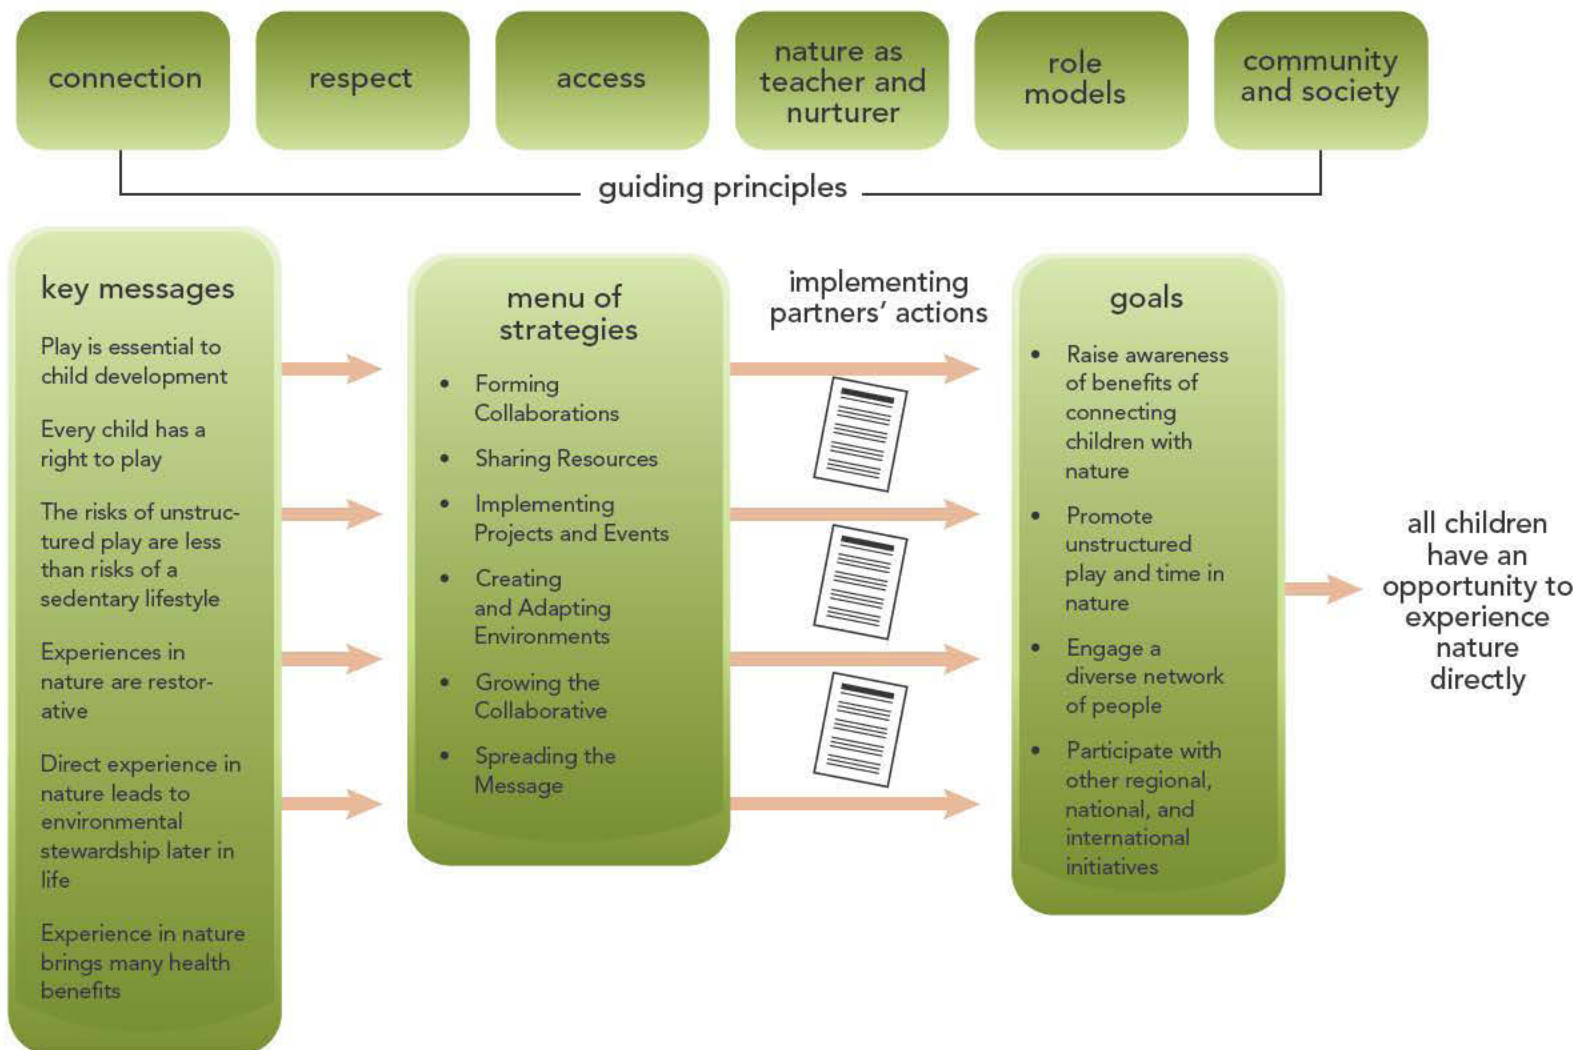 connection
respect
access
nature as
teacher and
nurturer
role
models
community
and society
guiding principles
key messages
Play is essential to
child development
Every child has a
right to play
The risks of unstruc-
tured play are less
than risks of a
sedentary lifestyle
Experiences in
nature are restor-
ative
Direct experience in
nature leads to
environmental
stewardship later in
life
Experience in nature
brings many health
benefits
menu of
strategies
• Forming
Collaborations
• Sharing Resources
• Implementing
Projects and Events
• Creating
and Adapting
Environments
• Growing the
Collaborative
• Spreading the
Message
implementing
partners’ actions
goals
• Raise awareness
of benefits of
connecting
children with
nature
• Promote
unstructured
play and time in
nature
• Engage a
diverse network
of people
• Participate with
other regional,
national, and
international
initiatives
all children
have an
opportunity to
experience
nature
directly